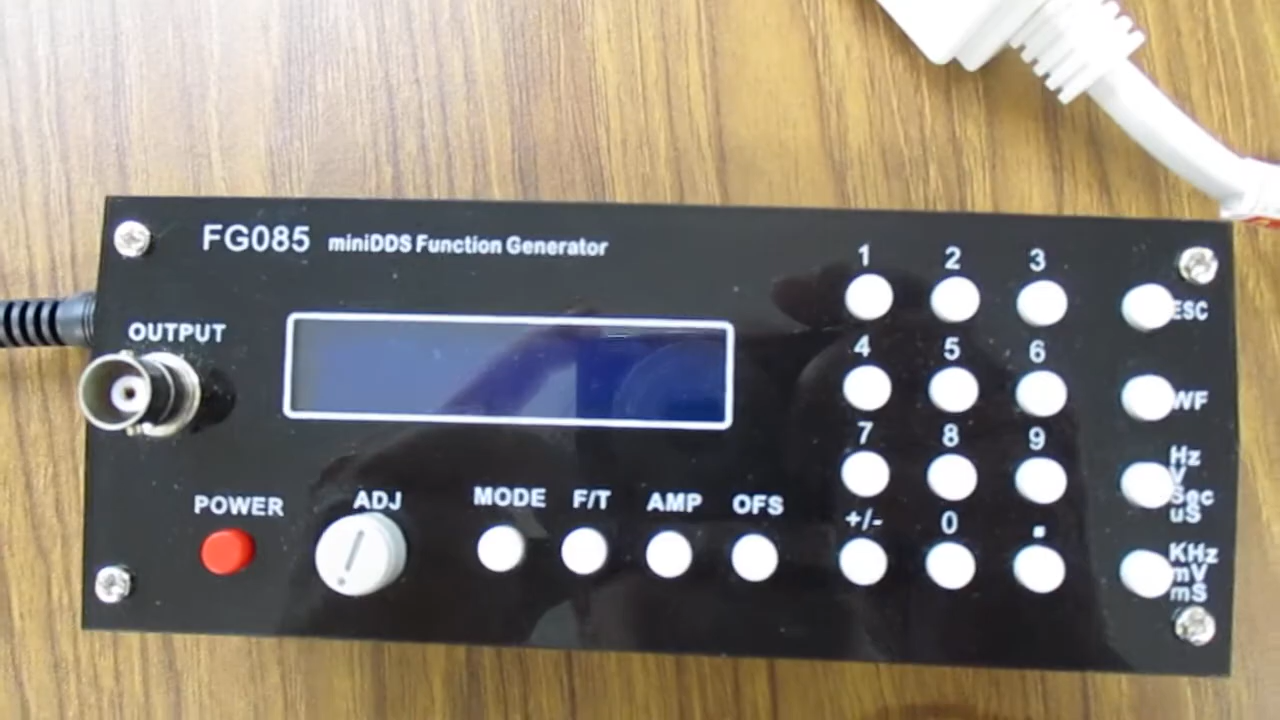 FG085 miniDDS Function Generator
OUTPUT
POWER
ADJ
MODE F/T AMP OFS
1 2 3
ESC
4 5 6
WF
7 8 9
Hz
V
Sec
uS
+/- 0 .
KHz
mV
mS